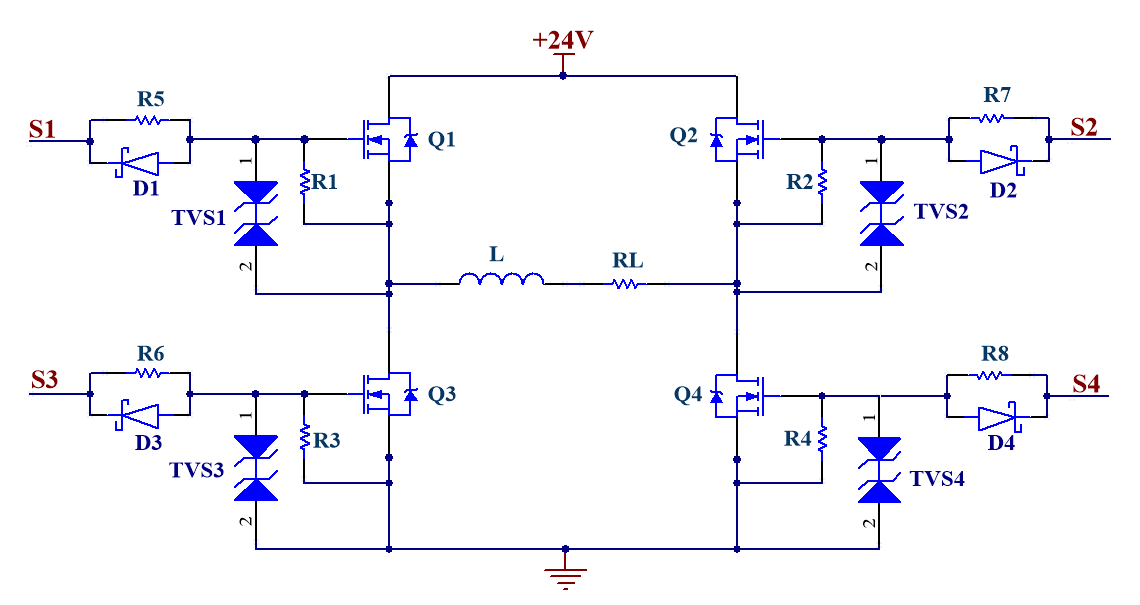 +24V
R5
R7
S1
Q1
Q2
S2
1
1
D1
R1
R2
D2
TVS1
TVS2
2
2
L
RL
R6
R8
S3
Q3
Q4
S4
1
1
D3
R3
R4
D4
TVS3
TVS4
2
2